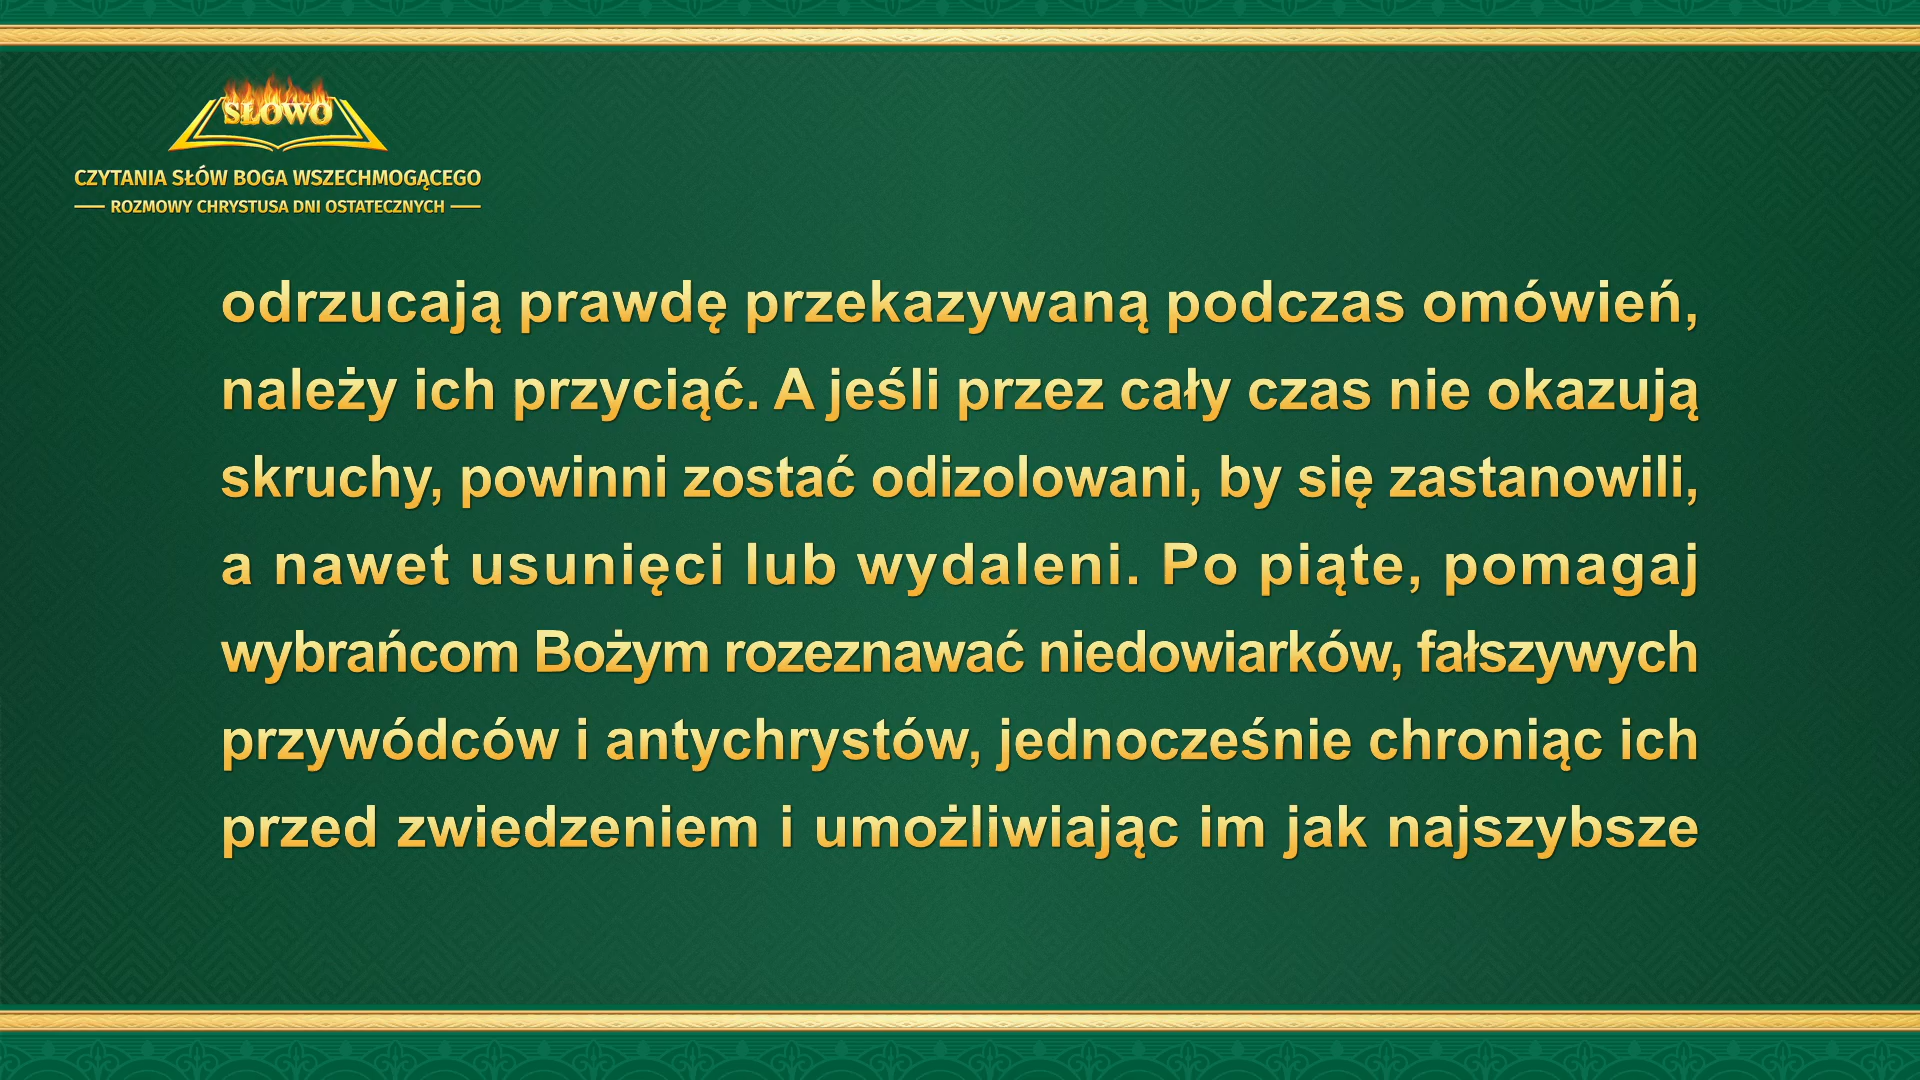 SŁOWO
CZYTANIA SŁÓW BOGA WSZECHMOGĄCEGO
ROZMOWY CHRYSTUSA DNI OSTATECZNYCH
odrzucają prawdę przekazywaną podczas omówień,
należy ich przyciąć. A jeśli przez cały czas nie okazują
skruchy, powinni zostać odizolowani, by się zastanowili,
a nawet usunięci lub wydaleni. Po piąte, pomagaj
wybrańcom Bożym rozeznawać niedowiarków, fałszywych
przywódców i antychrystów, jednocześnie chroniąc ich
przed zwiedzeniem i umożliwiając im jak najszybsze